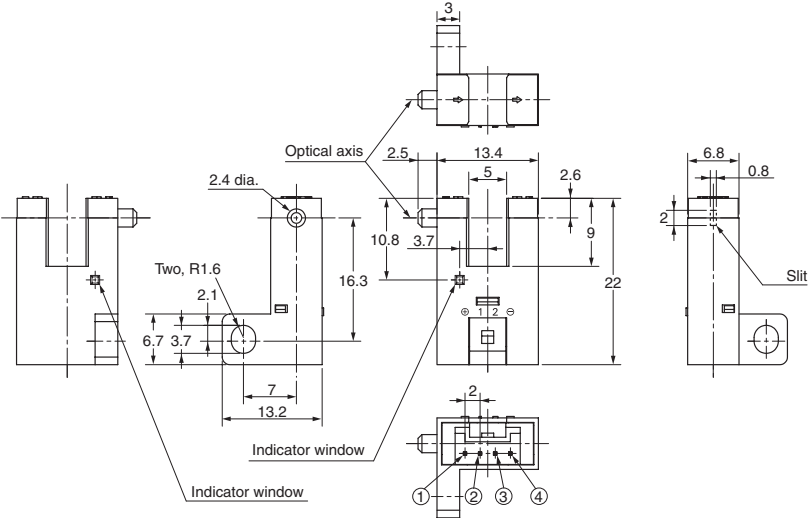 3
Optical axis
2.5
13.4
6.8
0.8
2.4 dia.
5
2.6
2
10.8
3.7
9
16.3
22
Slit
Two, R1.6
2.1
⊕ 1 2 ⊖
6.7
3.7
7
13.2
2
Indicator window
Indicator window
① ② ③ ④